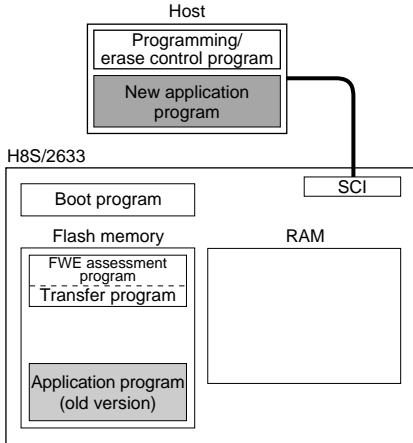 Host
Programming/
erase control program
New application
program
H8S/2633
SCI
Boot program
Flash memory
RAM
FWE assessment
program
Transfer program
Application program
(old version)